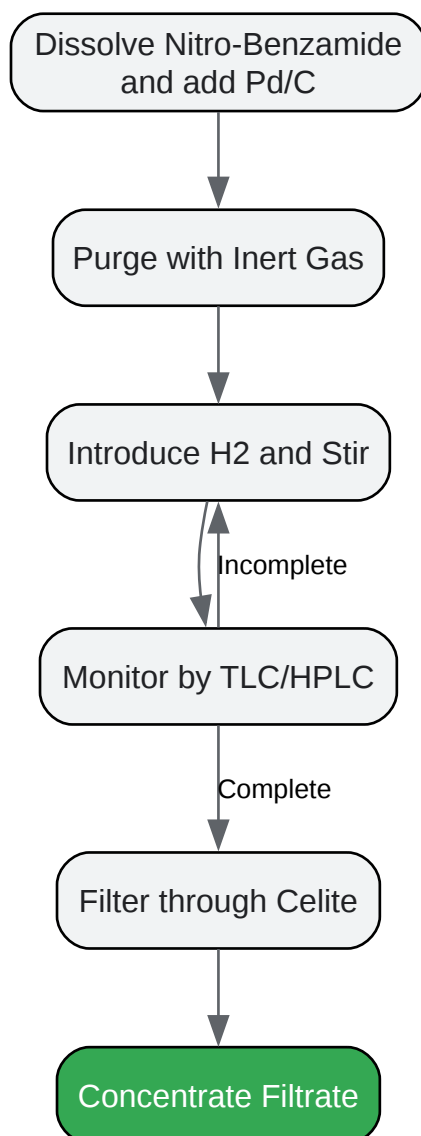 Dissolve Nitro-Benzamide
and add Pd/C
Purge with Inert Gas
Introduce H2 and Stir
Incomplete
Monitor by TLC/HPLC
Complete
Filter through Celite
Concentrate Filtrate